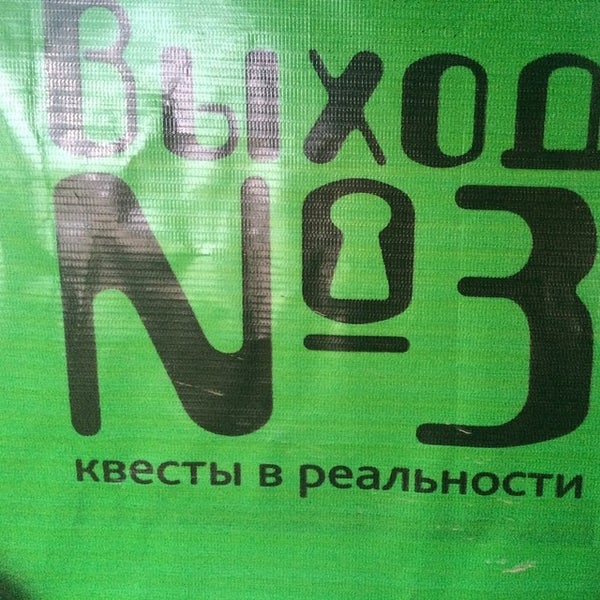 Выход
№3
квесты в реальности